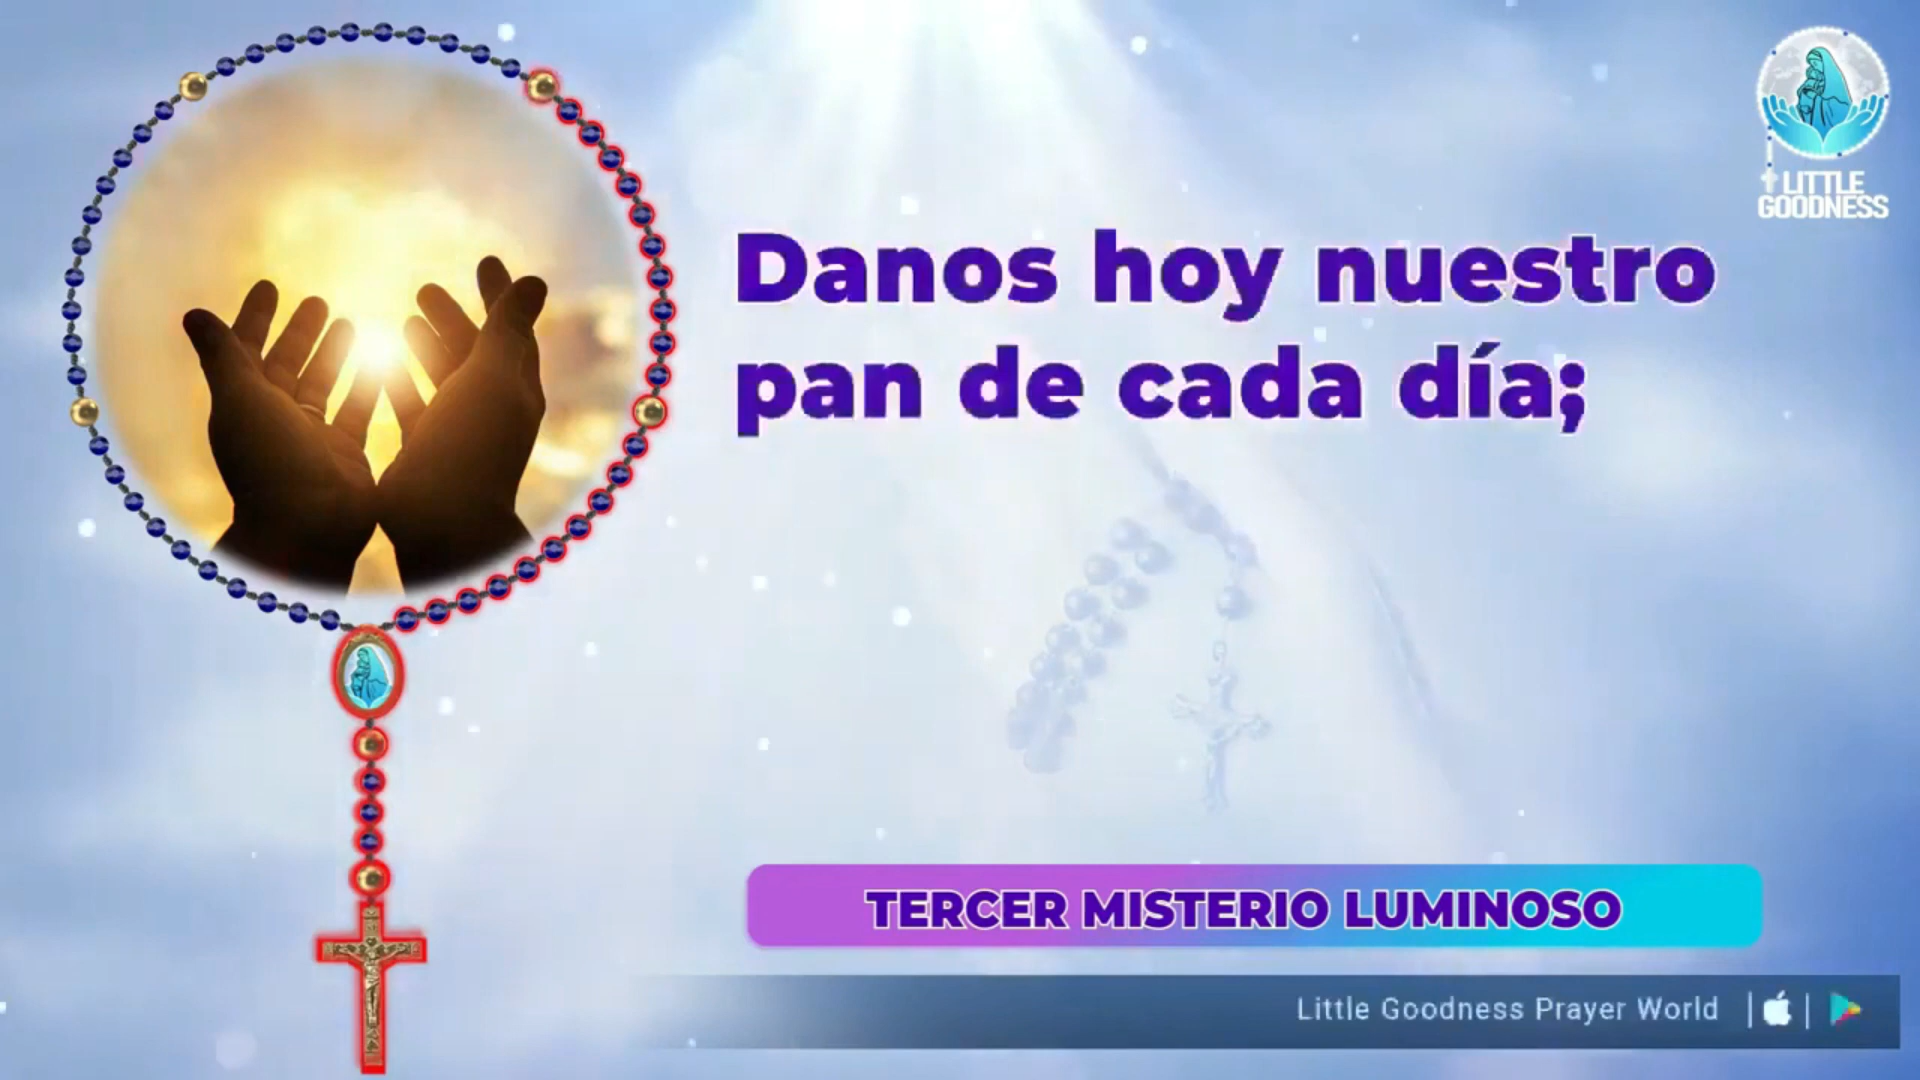 LITTLE
GOODNESS
Danos hoy nuestro
pan de cada día;
TERCER MISTERIO LUMINOSO
Little Goodness Prayer World